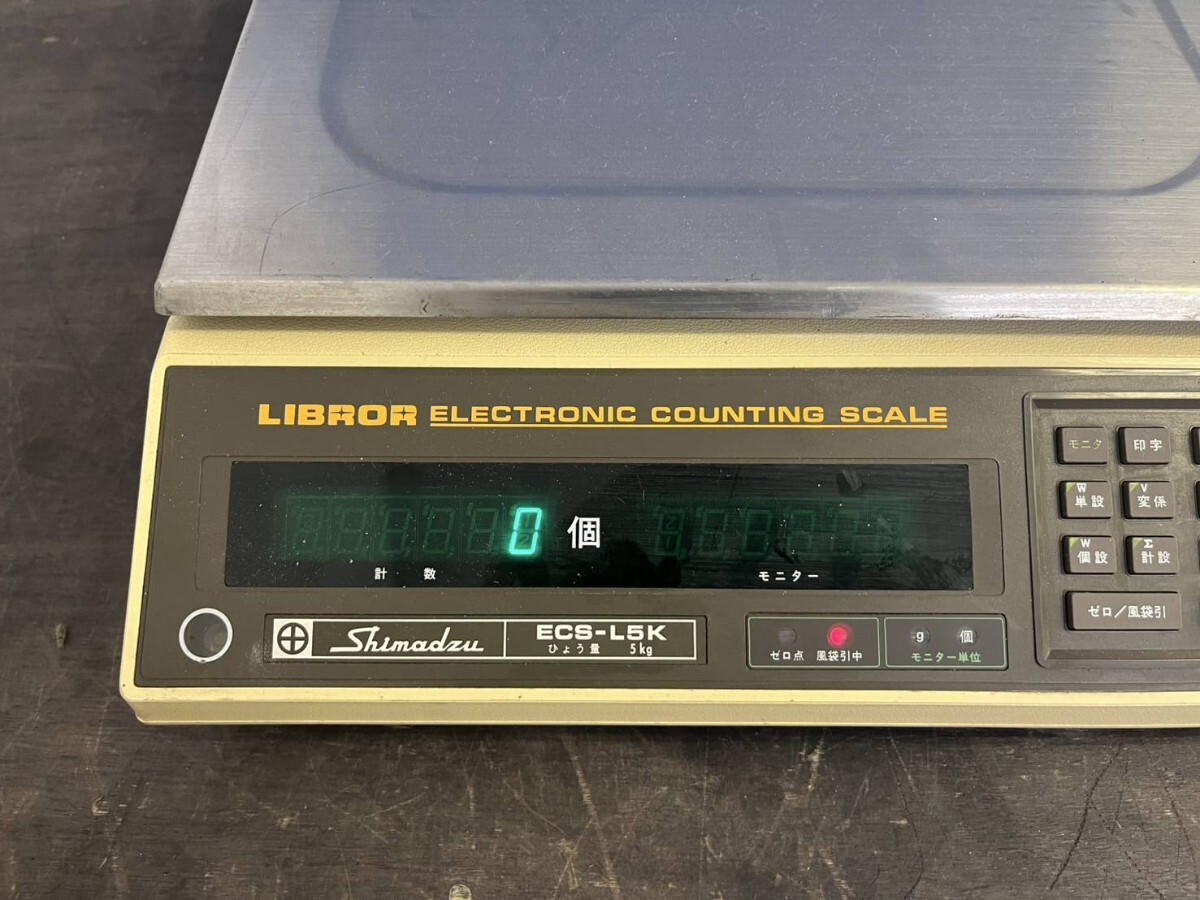 LIBROR ELECTRONIC COUNTING SCALE
0 個
計数 モニター
Shimadzu ECS-L5K
ひょう量 5kg
ゼロ点 風袋引中
g 個
モニター単位
モニタ 印字
W 単設 V 変係
W 個設 Σ 計設
ゼロ/風袋引